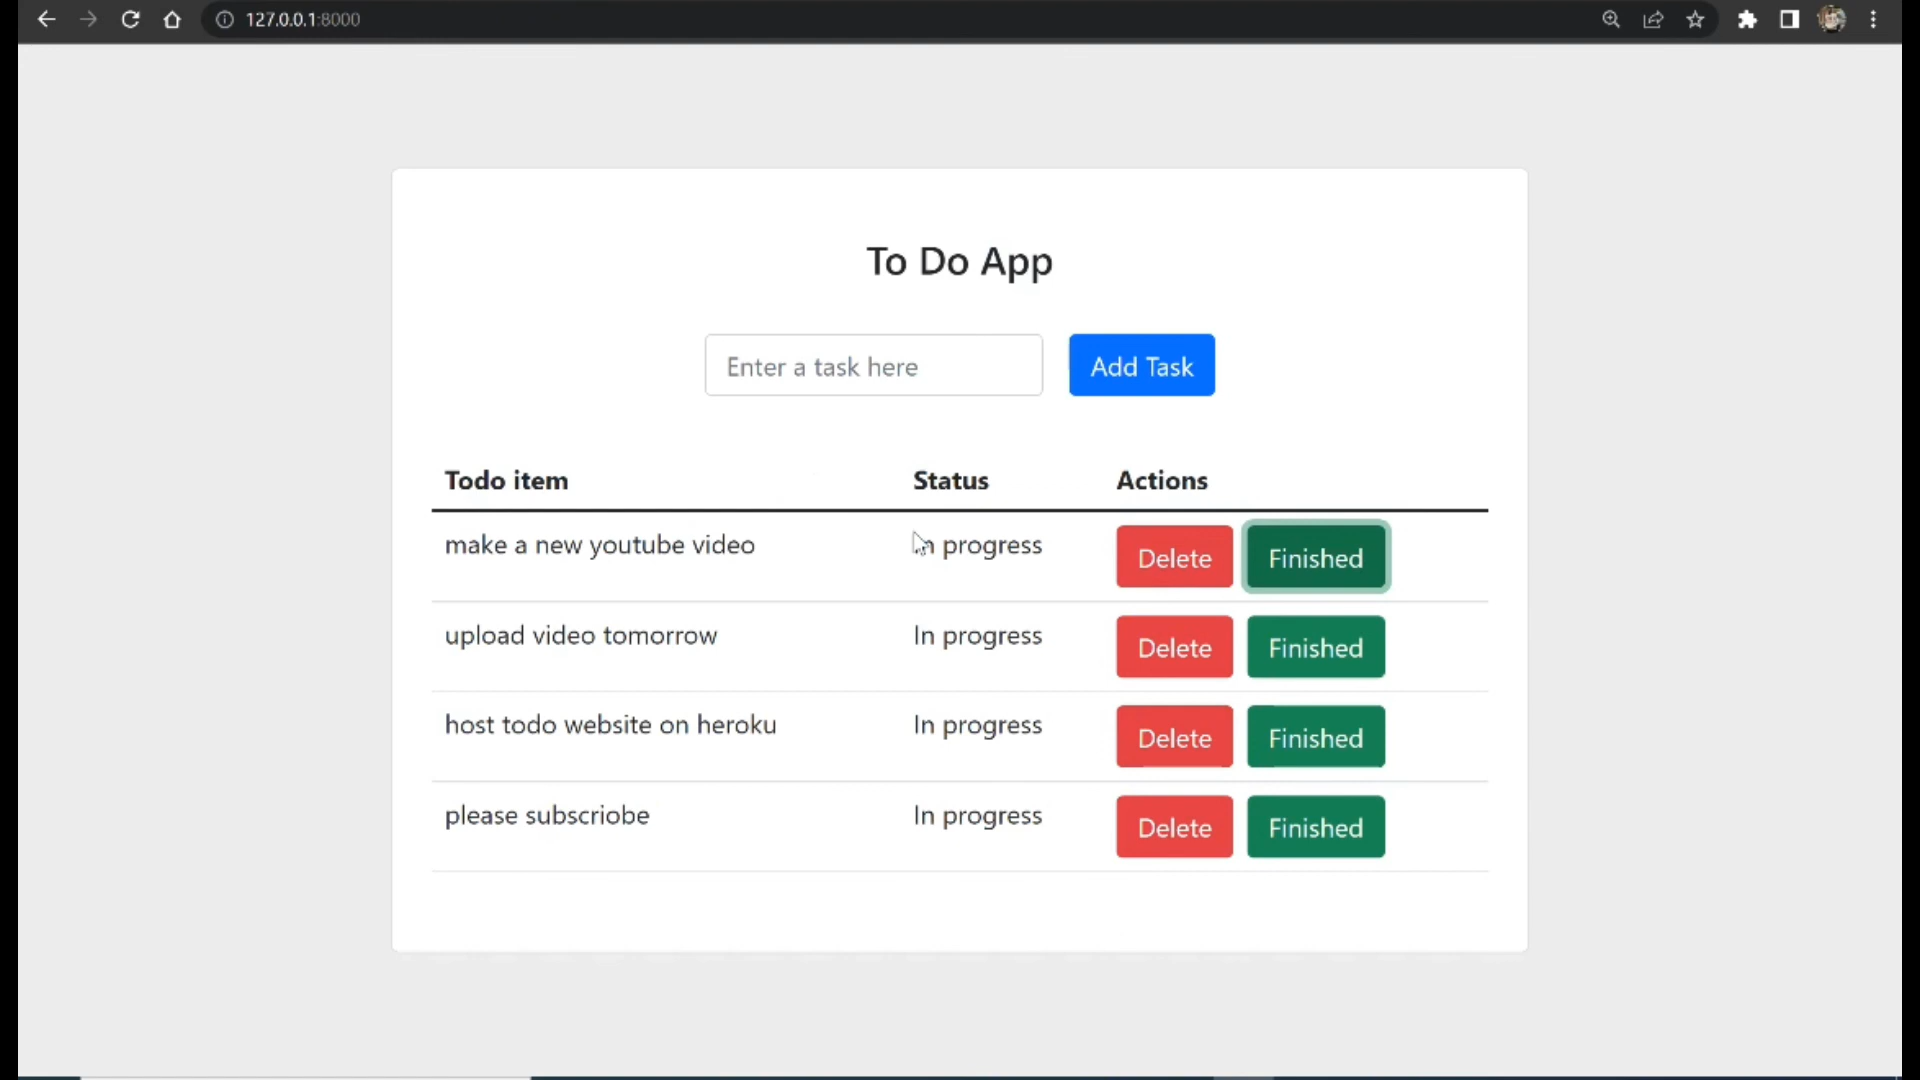 127.0.0.1:8000
To Do App
Enter a task here Add Task
Todo item Status Actions
make a new youtube video In progress Delete Finished
upload video tomorrow In progress Delete Finished
host todo website on heroku In progress Delete Finished
please subscriobe In progress Delete Finished